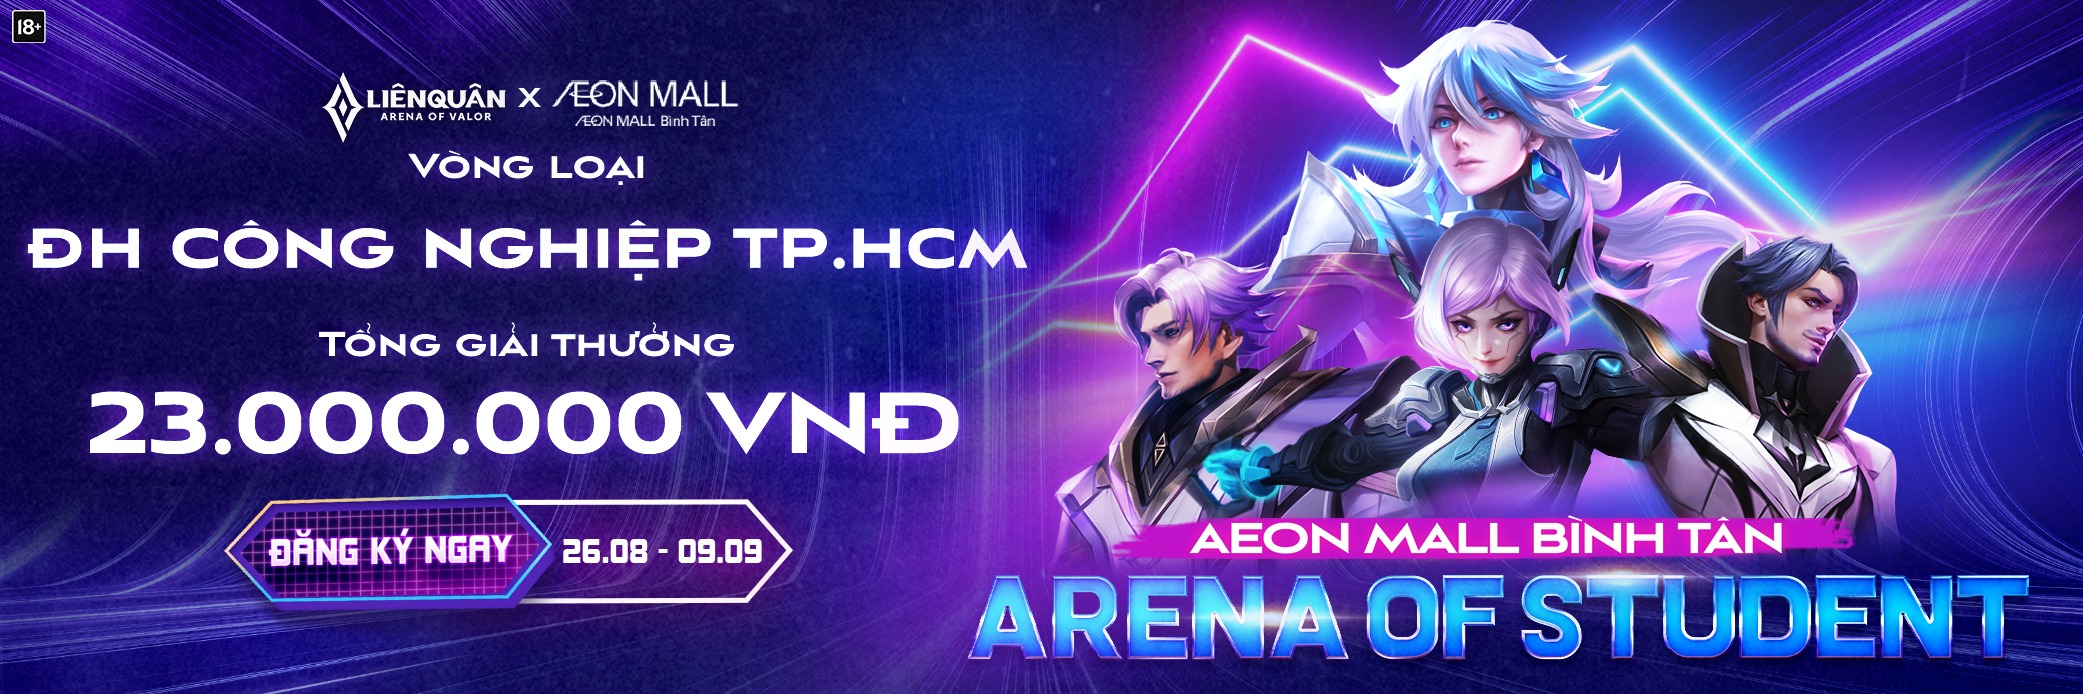 18+
LIÊNQUÂN X ÆON MALL
ARENA OF VALOR ÆON MALL Bình Tân
VÒNG LOẠI
ĐH CÔNG NGHIỆP TP.HCM
TỔNG GIẢI THƯỞNG
23.000.000 VNĐ
ĐĂNG KÝ NGAY 26.08 - 09.09
AEON MALL BÌNH TÂN
ARENA OF STUDENT